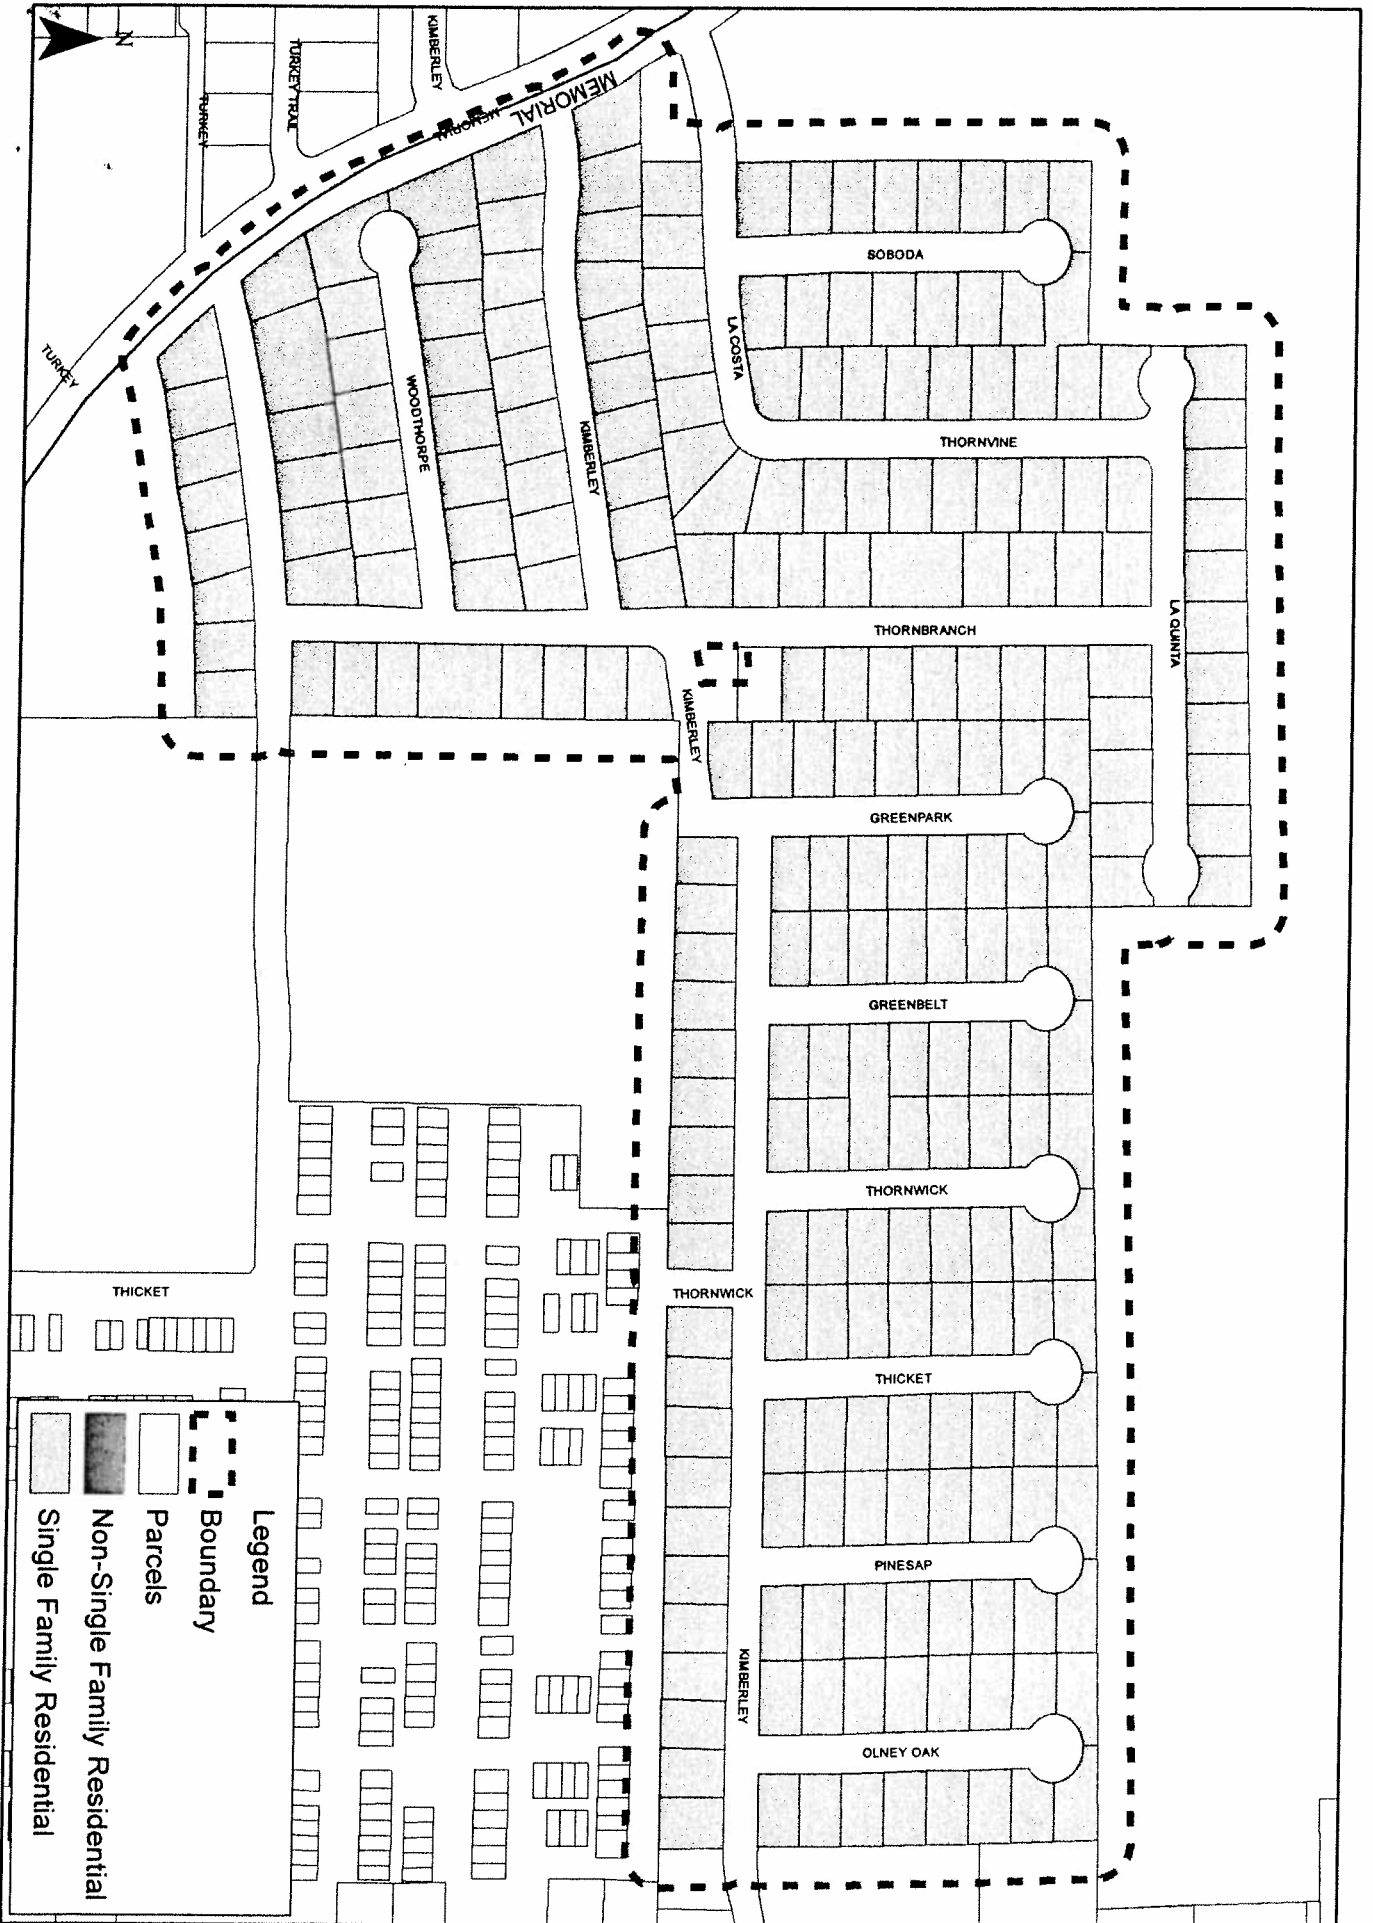 N
TURKEY
TURKEY TRAIL
KIMBERLEY
MEMORIAL
MEMORIAL
TURKEY
SOBODA
LA COSTA
WOODTHORPE
KIMBERLEY
THORNVINE
THORNBRANCH
LA QUINTA
KIMBERLEY
GREENPARK
GREENBELT
THORNWICK
THORNWICK
THICKET
THICKET
PINESAP
KIMBERLEY
OLNEY OAK
Legend
Boundary
Parcels
Non-Single Family Residential
Single Family Residential